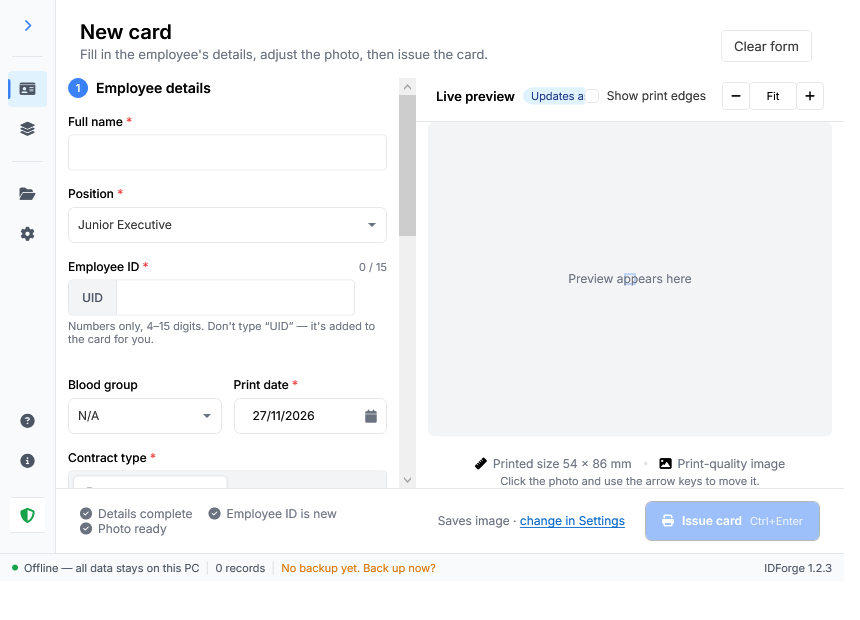 New card
Fill in the employee's details, adjust the photo, then issue the card.
Clear form
1 Employee details
Full name *
Position *
Junior Executive
Employee ID *
0 / 15
UID
Numbers only, 4–15 digits. Don't type “UID” — it's added to
the card for you.
Blood group
Print date *
N/A
27/11/2026
Contract type *
Live preview
Updates a
Show print edges
− Fit +
Preview appears here
Printed size 54 × 86 mm
Print-quality image
Click the photo and use the arrow keys to move it.
Details complete
Employee ID is new
Photo ready
Saves image · change in Settings
Issue card Ctrl+Enter
Offline — all data stays on this PC
0 records
No backup yet. Back up now?
IDForge 1.2.3